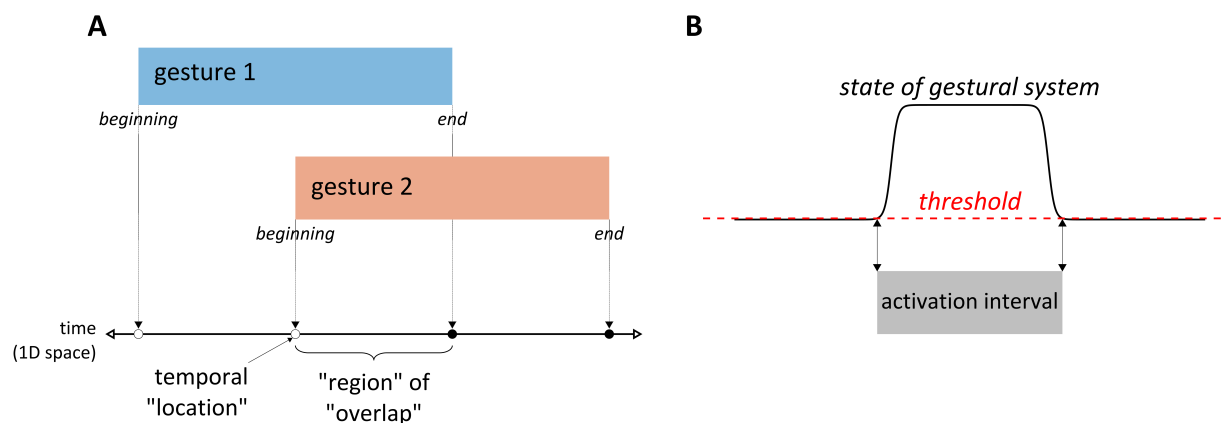 A
gesture 1
beginning
end
gesture 2
beginning
end
time
(1D space)
temporal
"location"
"region" of
"overlap"
B
state of gestural system
threshold
activation interval